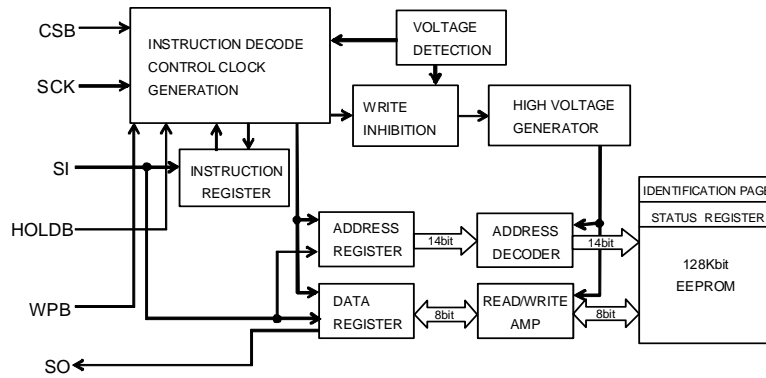 CSB
SCK
SI
HOLDB
WPB
SO
INSTRUCTION DECODE
CONTROL CLOCK
GENERATION
VOLTAGE
DETECTION
WRITE
INHIBITION
HIGH VOLTAGE
GENERATOR
INSTRUCTION
REGISTER
ADDRESS
REGISTER
14bit
ADDRESS
DECODER
14bit
DATA
REGISTER
8bit
READ/WRITE
AMP
8bit
IDENTIFICATION PAGE
STATUS REGISTER
128Kbit
EEPROM